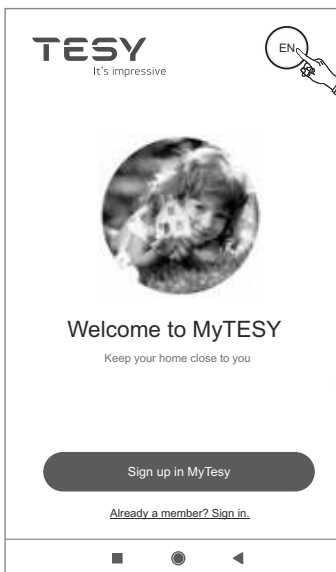 TESY
It's impressive
EN
Welcome to MyTESY
Keep your home close to you
Sign up in MyTesy
Already a member? Sign in.